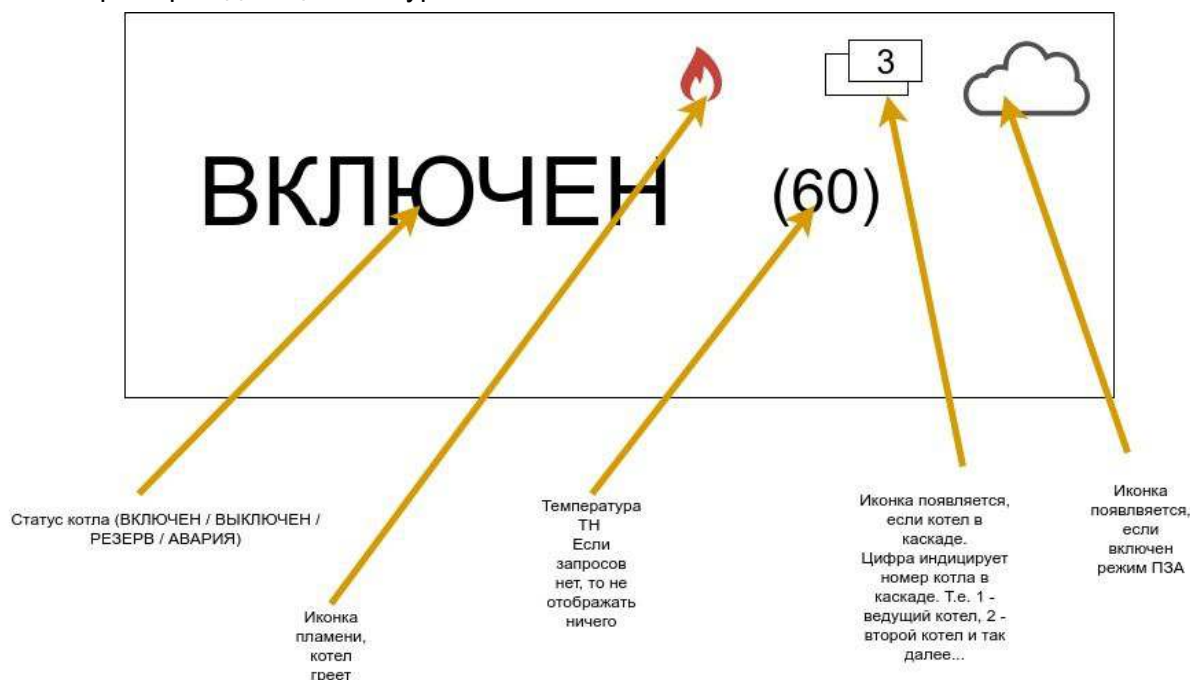 3
ВКЛЮЧЕН (60)
Статус котла (ВКЛЮЧЕН / ВЫКЛЮЧЕН /
РЕЗЕРВ / АВАРИЯ)
Иконка
пламени,
котел
греет
Температура
ТН
Если
запросов
нет, то не
отображать
ничего
Иконка появляется,
если котел в
каскаде.
Цифра индицирует
номер котла в
каскаде. Т.е. 1 -
ведущий котел, 2 -
второй котел и так
далее...
Иконка
появлвяется,
если
включен
режим ПЗА